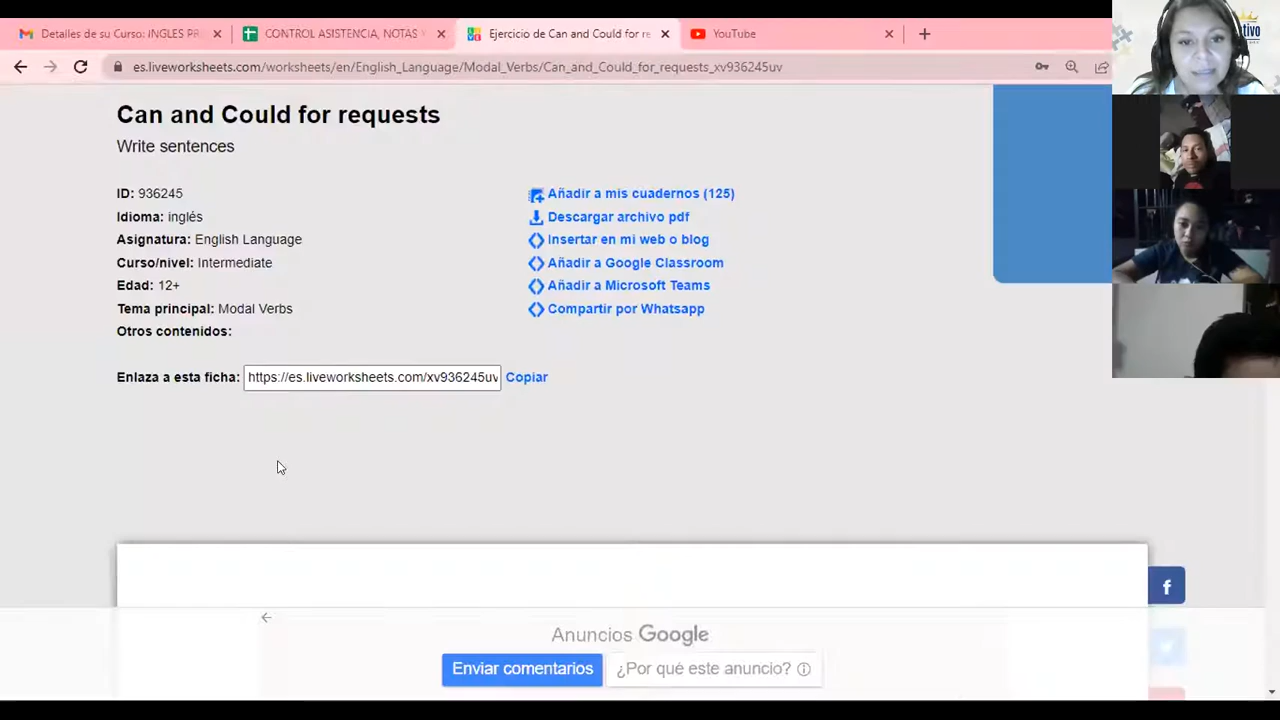 Detalles de su Curso: iNGLES PR
CONTROL ASISTENCIA, NOTAS Y
Ejercicio de Can and Could for re
YouTube
es.liveworksheets.com/worksheets/en/English_Language/Modal_Verbs/Can_and_Could_for_requests_xv936245uv
Can and Could for requests
Write sentences
ID: 936245
Idioma: inglés
Asignatura: English Language
Curso/nivel: Intermediate
Edad: 12+
Tema principal: Modal Verbs
Otros contenidos:
Añadir a mis cuadernos (125)
Descargar archivo pdf
Insertar en mi web o blog
Añadir a Google Classroom
Añadir a Microsoft Teams
Compartir por Whatsapp
Enlaza a esta ficha: https://es.liveworksheets.com/xv936245uv Copiar
f
Anuncios Google
Enviar comentarios ¿Por qué este anuncio?